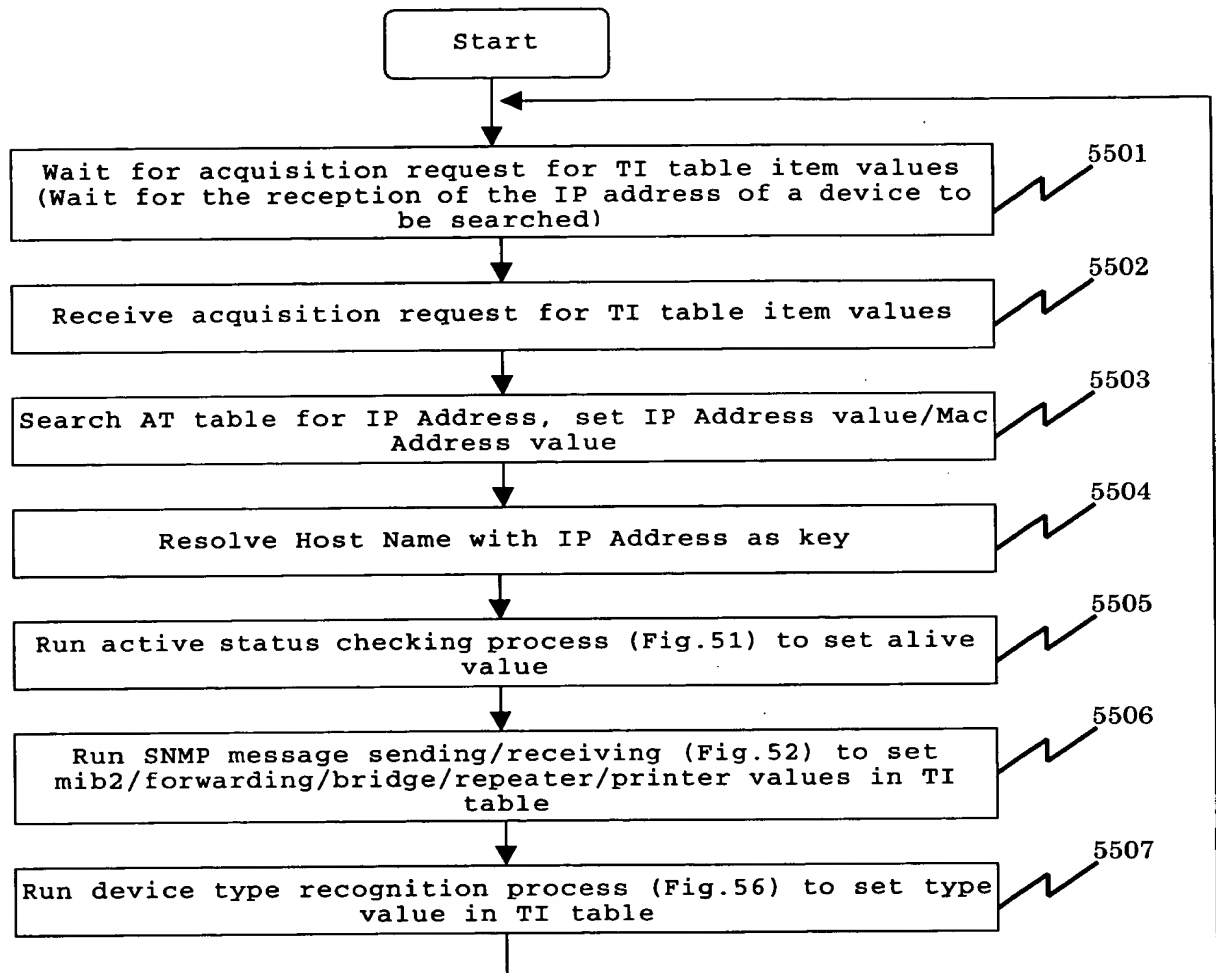 Start
Wait for acquisition request for TI table item values
(Wait for the reception of the IP address of a device to
be searched)
5501
Receive acquisition request for TI table item values
5502
Search AT table for IP Address, set IP Address value/Mac
Address value
5503
Resolve Host Name with IP Address as key
5504
Run active status checking process (Fig.51) to set alive
value
5505
Run SNMP message sending/receiving (Fig.52) to set
mib2/forwarding/bridge/repeater/printer values in TI
table
5506
Run device type recognition process (Fig.56) to set type
value in TI table
5507